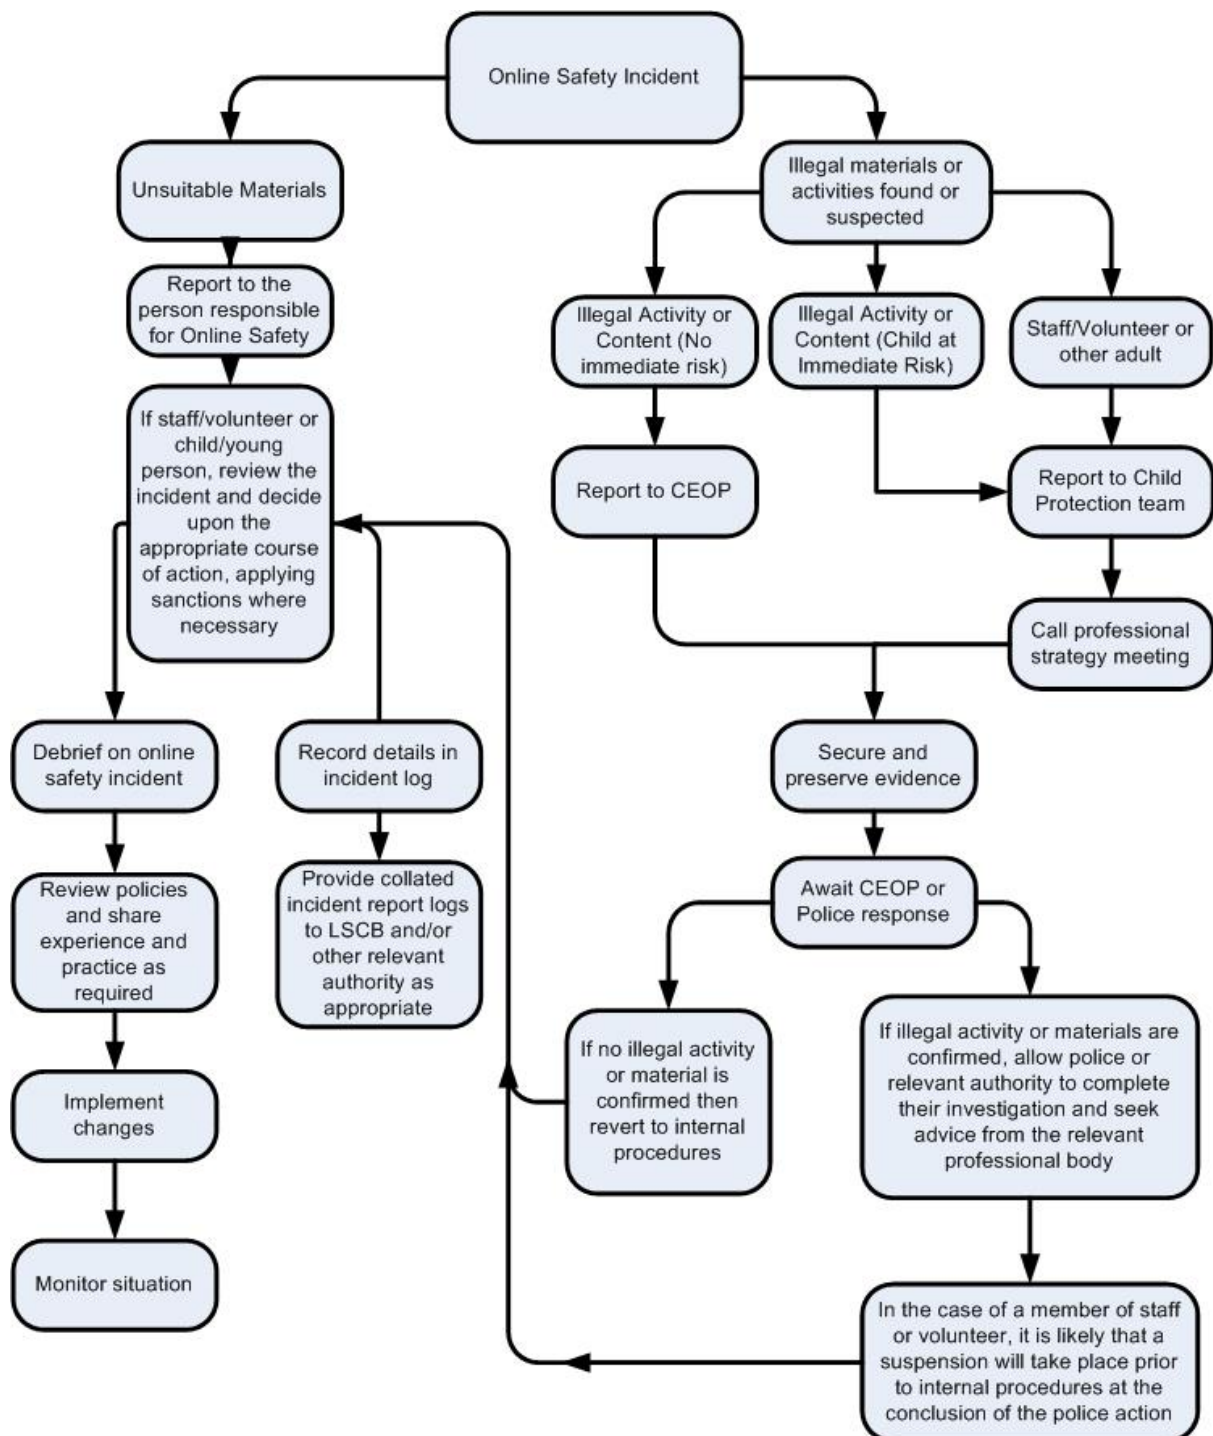 Online Safety Incident
Unsuitable Materials
Report to the
person responsible
for Online Safety
If staff/volunteer or
child/young
person, review the
incident and decide
upon the
appropriate course
of action, applying
sanctions where
necessary
Debrief on online
safety incident
Review policies
and share
experience and
practice as
required
Implement
changes
Monitor situation
Record details in
incident log
Provide collated
incident report logs
to LSCB and/or
other relevant
authority as
appropriate
Illegal materials or
activities found or
suspected
Illegal Activity or
Content (No
immediate risk)
Illegal Activity or
Content (Child at
Immediate Risk)
Staff/Volunteer or
other adult
Report to CEOP
Report to Child
Protection team
Call professional
strategy meeting
Secure and
preserve evidence
Await CEOP or
Police response
If no illegal activity
or material is
confirmed then
revert to internal
procedures
If illegal activity or materials are
confirmed, allow police or
relevant authority to complete
their investigation and seek
advice from the relevant
professional body
In the case of a member of staff
or volunteer, it is likely that a
suspension will take place prior
to internal procedures at the
conclusion of the police action